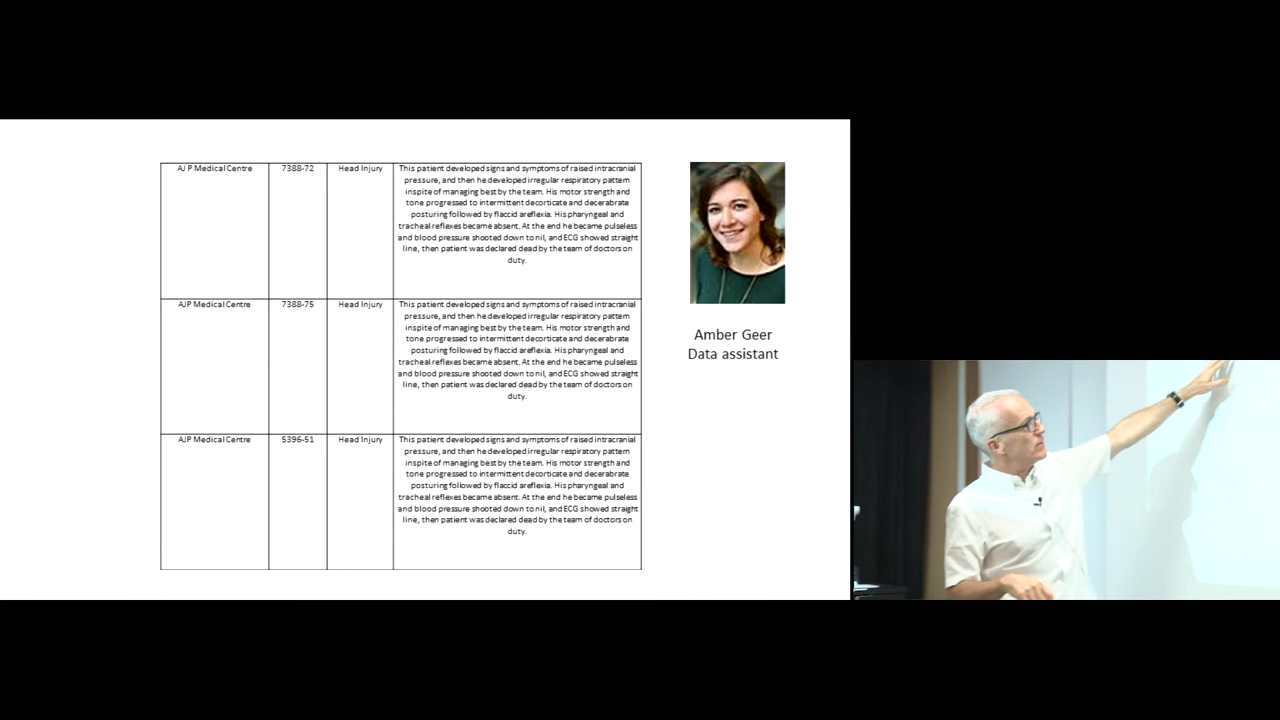 AJ P Medical Centre
7388-72
Head Injury
This patient developed signs and symptoms of raised intracranial
pressure, and then he developed irregular respiratory pattern
inspite of managing best by the team. His motor strength and
tone progressed to intermittent decorticate and decerabrate
posturing followed by flaccid areflexia. His pharyngeal and
tracheal reflexes became absent. At the end he became pulseless
and blood pressure shooted down to nil, and ECG showed straight
line, then patient was declared dead by the team of doctors on
duty.
AJP Medical Centre
7388-75
Head Injury
This patient developed signs and symptoms of raised intracranial
pressure, and then he developed irregular respiratory pattern
inspite of managing best by the team. His motor strength and
tone progressed to intermittent decorticate and decerabrate
posturing followed by flaccid areflexia. His pharyngeal and
tracheal reflexes became absent. At the end he became pulseless
and blood pressure shooted down to nil, and ECG showed straight
line, then patient was declared dead by the team of doctors on
duty.
AJP Medical Centre
5396-51
Head Injury
This patient developed signs and symptoms of raised intracranial
pressure, and then he developed irregular respiratory pattern
inspite of managing best by the team. His motor strength and
tone progressed to intermittent decorticate and decerabrate
posturing followed by flaccid areflexia. His pharyngeal and
tracheal reflexes became absent. At the end he became pulseless
and blood pressure shooted down to nil, and ECG showed straight
line, then patient was declared dead by the team of doctors on
duty.
Amber Geer
Data assistant